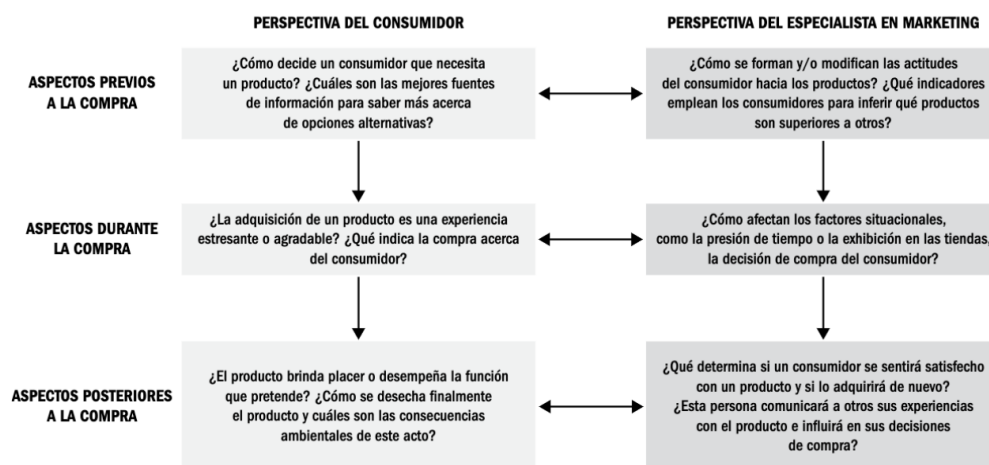 PERSPECTIVA DEL CONSUMIDOR
PERSPECTIVA DEL ESPECIALISTA EN MARKETING
ASPECTOS PREVIOS
A LA COMPRA
¿Cómo decide un consumidor que necesita
un producto? ¿Cuáles son las mejores fuentes
de información para saber más acerca
de opciones alternativas?
¿Cómo se forman y/o modifican las actitudes
del consumidor hacia los productos? ¿Qué indicadores
emplean los consumidores para inferir qué productos
son superiores a otros?
ASPECTOS DURANTE
LA COMPRA
¿La adquisición de un producto es una experiencia
estresante o agradable? ¿Qué indica la compra acerca
del consumidor?
¿Cómo afectan los factores situacionales,
como la presión de tiempo o la exhibición en las tiendas,
la decisión de compra del consumidor?
ASPECTOS POSTERIORES
A LA COMPRA
¿El producto brinda placer o desempeña la función
que pretende? ¿Cómo se desecha finalmente
el producto y cuáles son las consecuencias
ambientales de este acto?
¿Qué determina si un consumidor se sentirá satisfecho
con un producto y si lo adquirirá de nuevo?
¿Esta persona comunicará a otros sus experiencias
con el producto e influirá en sus decisiones
de compra?